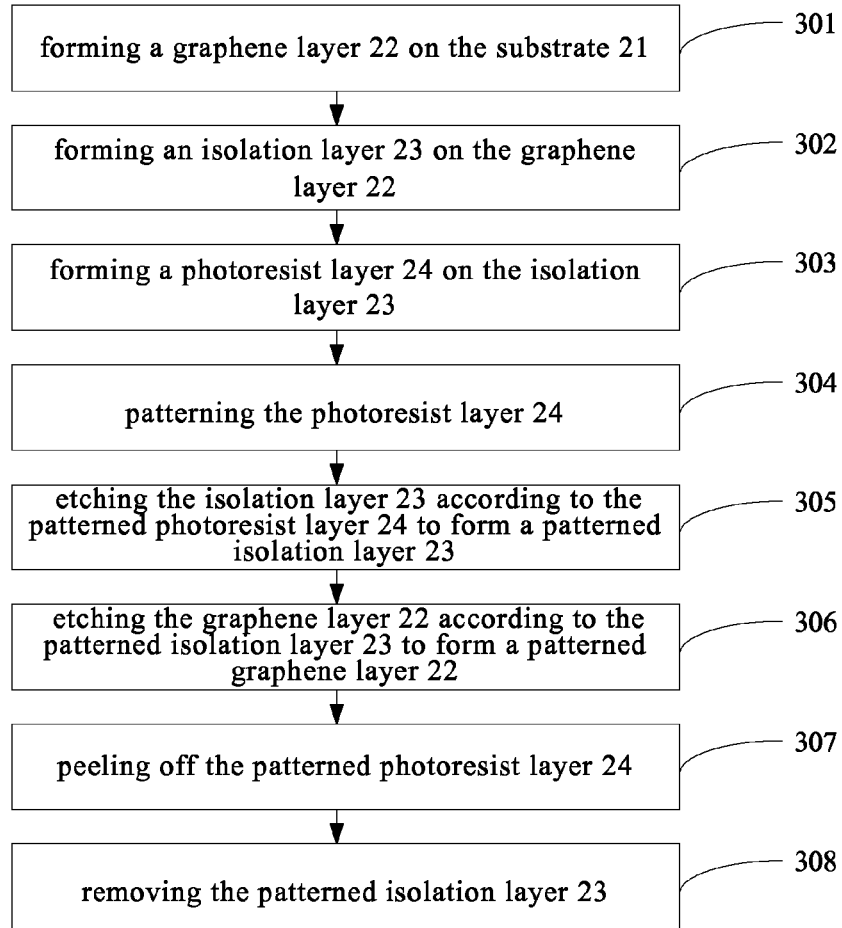 forming a graphene layer 22 on the substrate 21
301
forming an isolation layer 23 on the graphene
layer 22
302
forming a photoresist layer 24 on the isolation
layer 23
303
patterning the photoresist layer 24
304
etching the isolation layer 23 according to the
patterned photoresist layer 24 to form a patterned
isolation layer 23
305
etching the graphene layer 22 according to the
patterned isolation layer 23 to form a patterned
graphene layer 22
306
peeling off the patterned photoresist layer 24
307
removing the patterned isolation layer 23
308